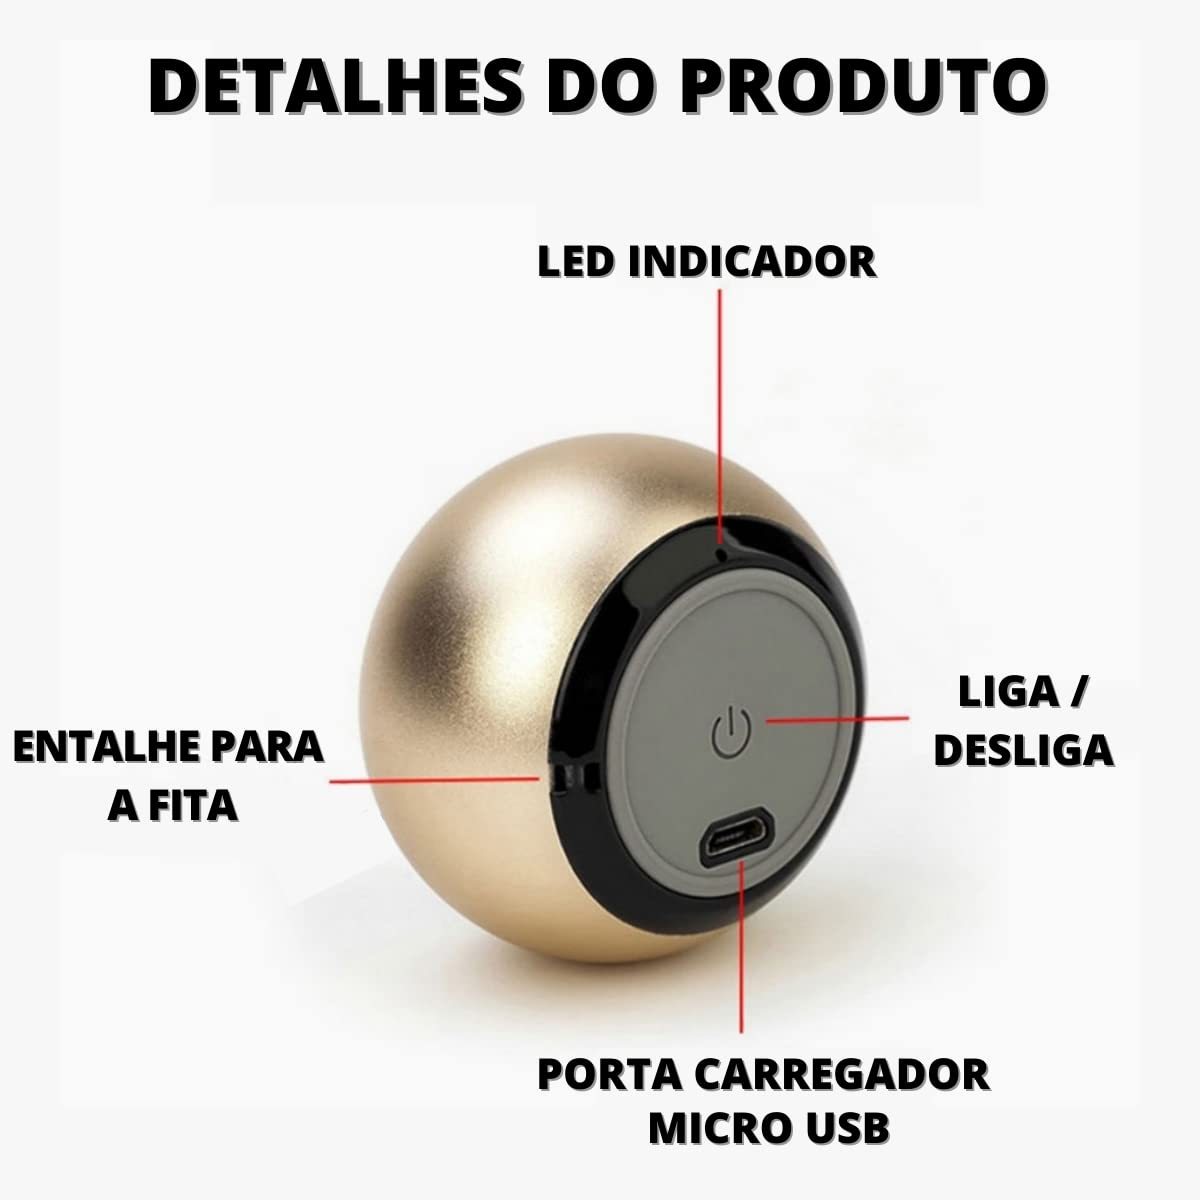 DETALHES DO PRODUTO
LED INDICADOR
LIGA /
DESLIGA
ENTALHE PARA
A FITA
PORTA CARREGADOR
MICRO USB